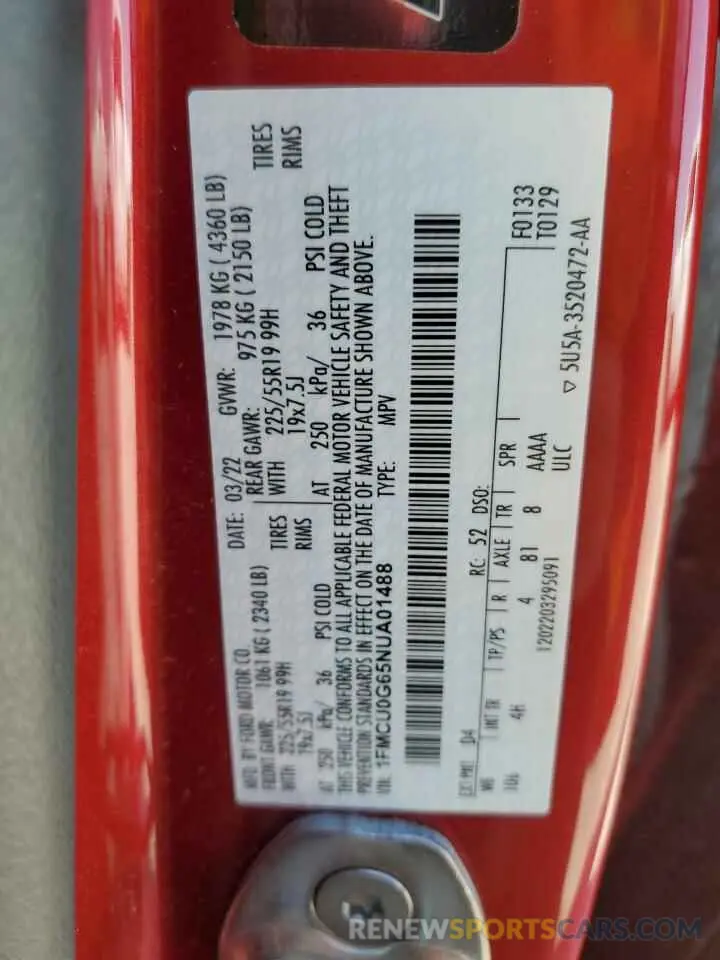 MFD. BY FORD MOTOR CO.
DATE: 03/22 GVWR: 1978 KG ( 4360 LB)
FRONT GAWR: 1061 KG ( 2340 LB) REAR GAWR: 975 KG ( 2150 LB)
WITH 225/55R19 99H TIRES WITH 225/55R19 99H TIRES
19x7.5J RIMS 19x7.5J RIMS
AT 250 kPa/ 36 PSI COLD AT 250 kPa/ 36 PSI COLD
THIS VEHICLE CONFORMS TO ALL APPLICABLE FEDERAL MOTOR VEHICLE SAFETY AND THEFT
PREVENTION STANDARDS IN EFFECT ON THE DATE OF MANUFACTURE SHOWN ABOVE.
VIN: 1FMCU0G65NUA01488 TYPE: MPV
EXT PNT: D4 RC: 52 DSO:
WB INT TR TP/PS R AXLE TR SPR
106 4H 4 81 8 AAAA
ULC
1202203295091
F0133
T0129
▽ 5U5A-3520472-AA
RENEWSPORTSCARS.COM